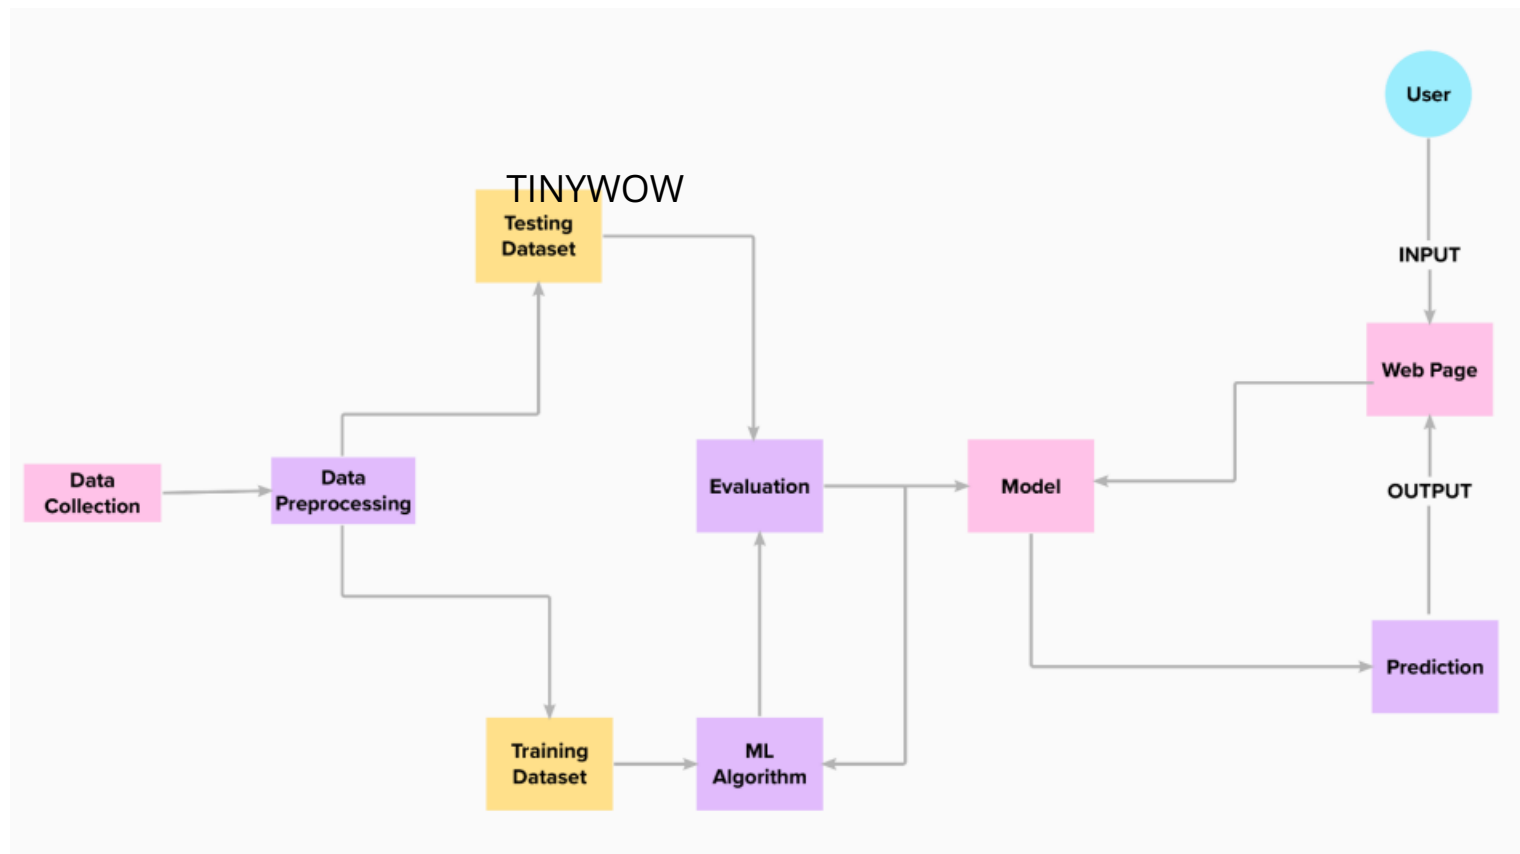 User
TINYWOW
Testing
Dataset
INPUT
Web Page
Data
Collection
Data
Preprocessing
Evaluation
Model
OUTPUT
Prediction
Training
Dataset
ML
Algorithm